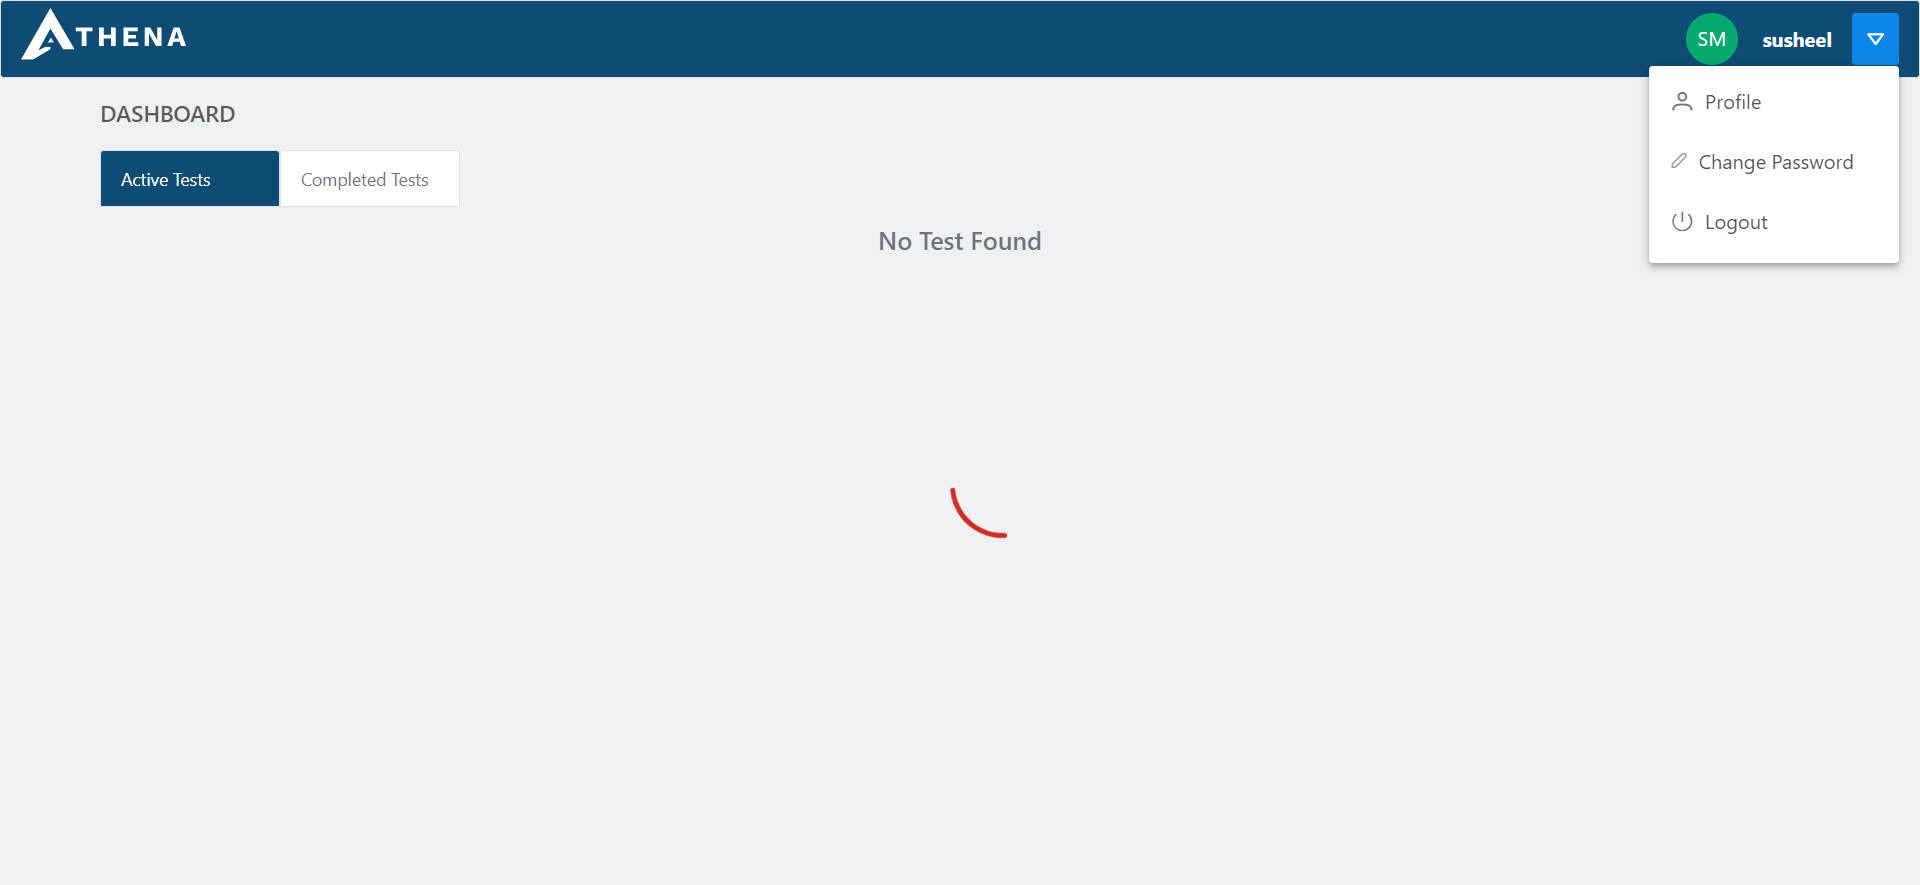 ATHENA
SM
susheel
Profile
Change Password
Logout
DASHBOARD
Active Tests
Completed Tests
No Test Found